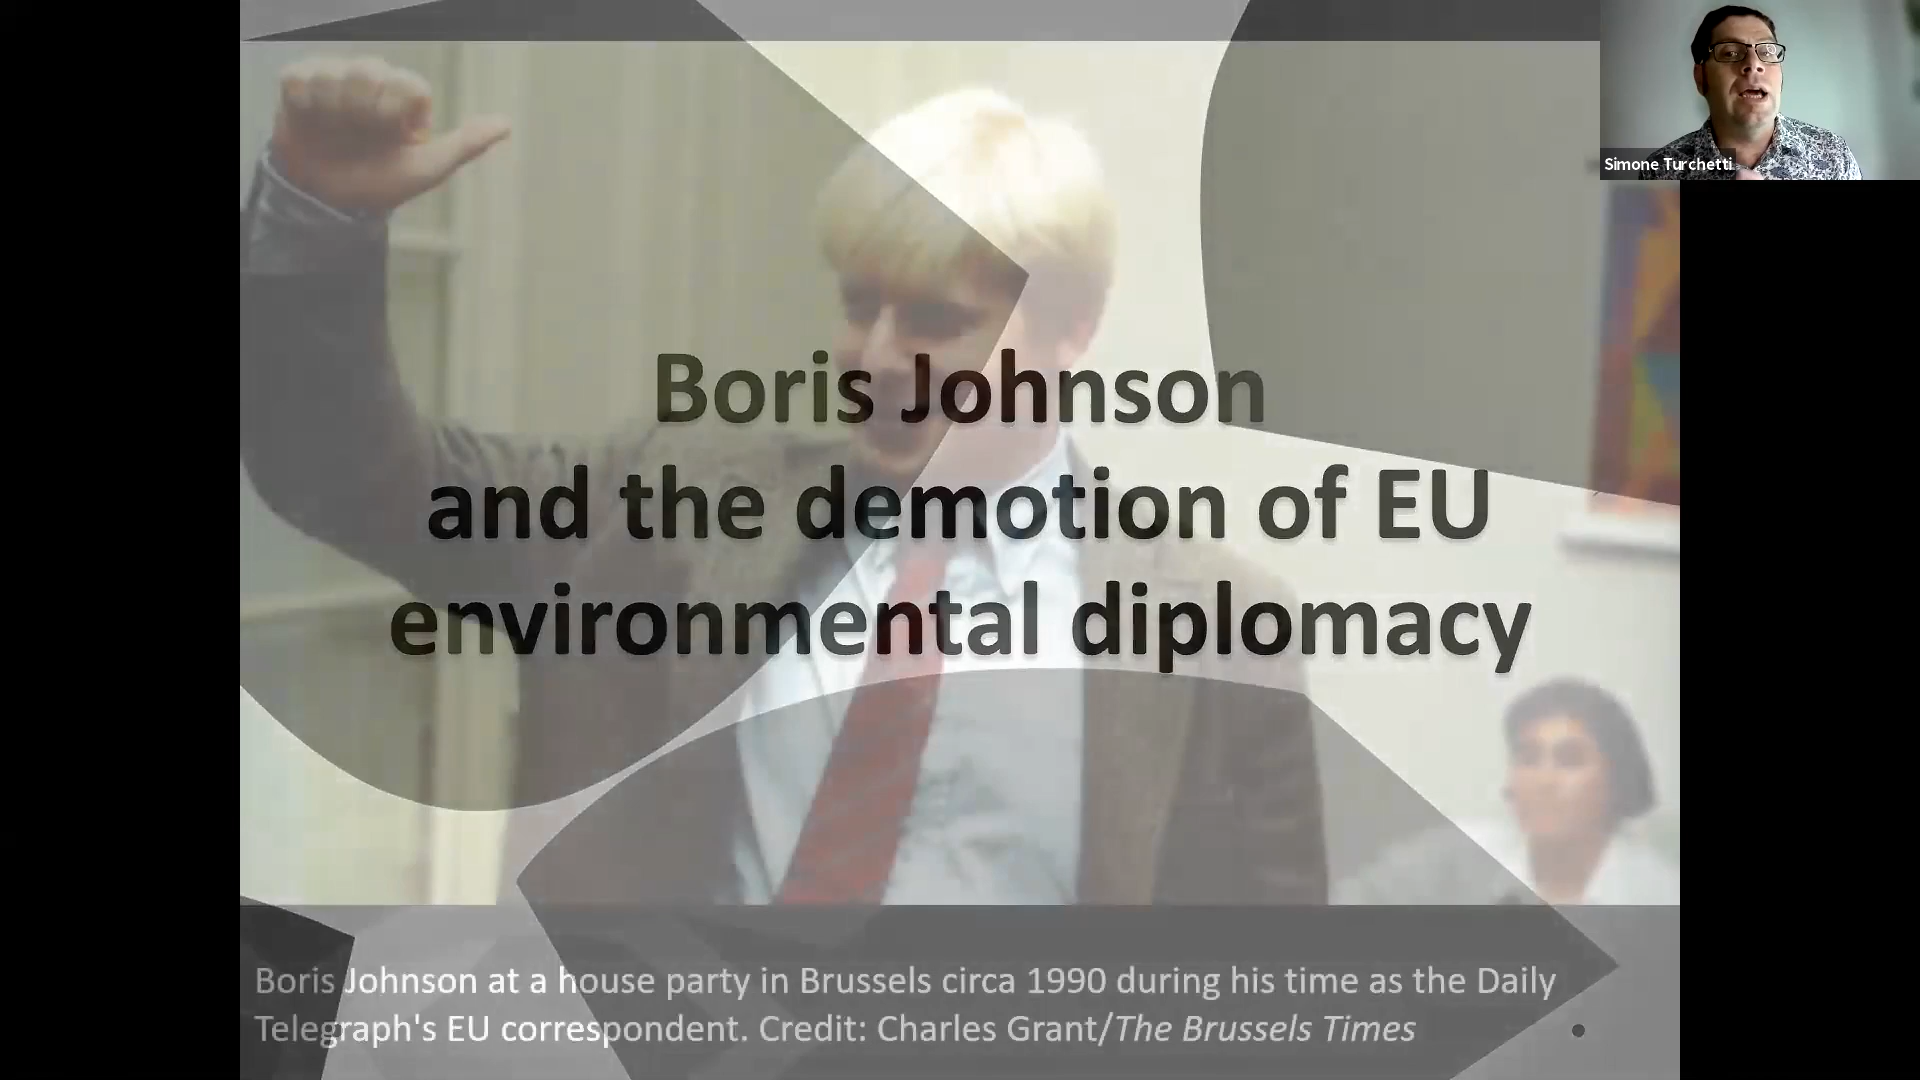 Simone Turchetti
Boris Johnson
and the demotion of EU
environmental diplomacy
Boris Johnson at a house party in Brussels circa 1990 during his time as the Daily
Telegraph's EU correspondent. Credit: Charles Grant/The Brussels Times